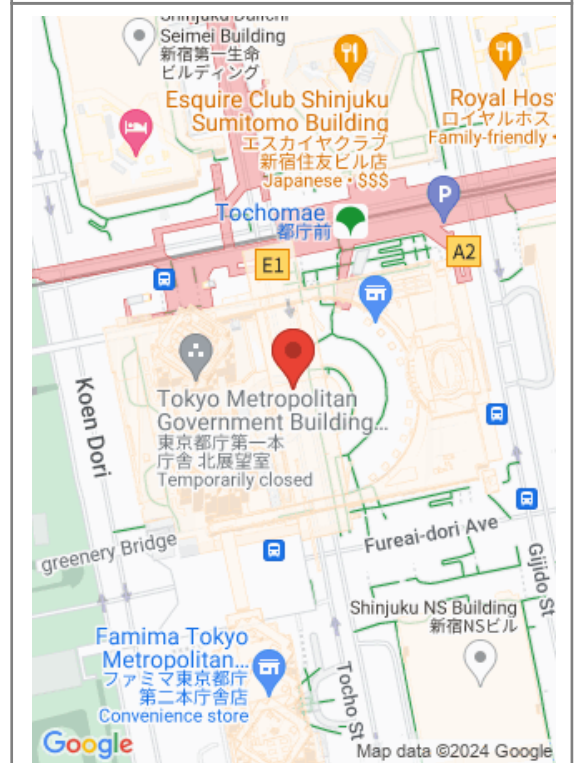 Shinjuku Daiichi
Seimei Building
新宿第一生命
ビルディング
Esquire Club Shinjuku
Sumitomo Building
エスカイヤクラブ
新宿住友ビル店
Japanese • $$$
Royal Host
ロイヤルホス
Family-friendly •
P
Tochomae
都庁前
E1
A2
Koen Dori
Tokyo Metropolitan
Government Building...
東京都庁第一本
庁舎 北展望室
Temporarily closed
greenery Bridge
Fureai-dori Ave
Gijido St
Shinjuku NS Building
新宿NSビル
Famima Tokyo
Metropolitan...
ファミマ東京都庁
第二本庁舎店
Convenience store
Tocho St
Google
Map data ©2024 Google